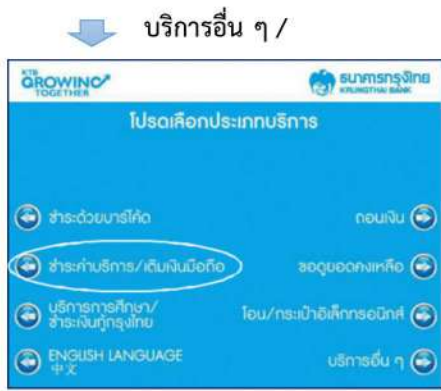 บริการอื่น ๆ /
KTB
GROWING
TOGETHER
ธนาคารกรุงไทย
KRUNGTHAI BANK
โปรดเลือกประเภทบริการ
ชำระด้วยบาร์โค้ด
ถอนเงิน
ชำระค่าบริการ/เติมเงินมือถือ
ขอดูยอดคงเหลือ
บริการการศึกษา/
ชำระเงินกู้กรุงไทย
โอน/กระเป๋าอิเล็กทรอนิกส์
ENGLISH LANGUAGE
中文
บริการอื่น ๆ